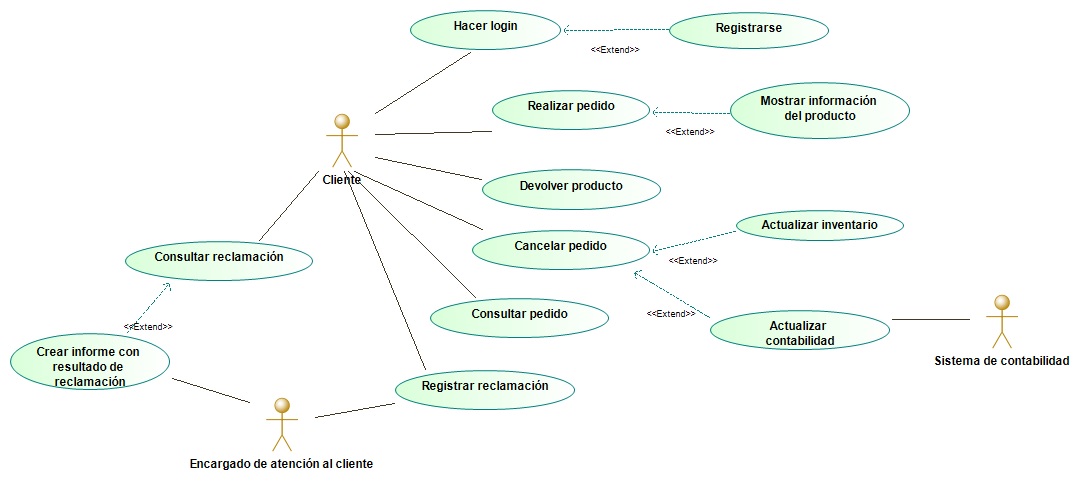 Hacer login
Registrarse
<<Extend>>
Realizar pedido
Mostrar información
del producto
<<Extend>>
Cliente
Devolver producto
Actualizar inventario
Cancelar pedido
<<Extend>>
Consultar reclamación
Consultar pedido
<<Extend>>
Actualizar
contabilidad
<<Extend>>
Sistema de contabilidad
Crear informe con
resultado de
reclamación
Registrar reclamación
Encargado de atención al cliente